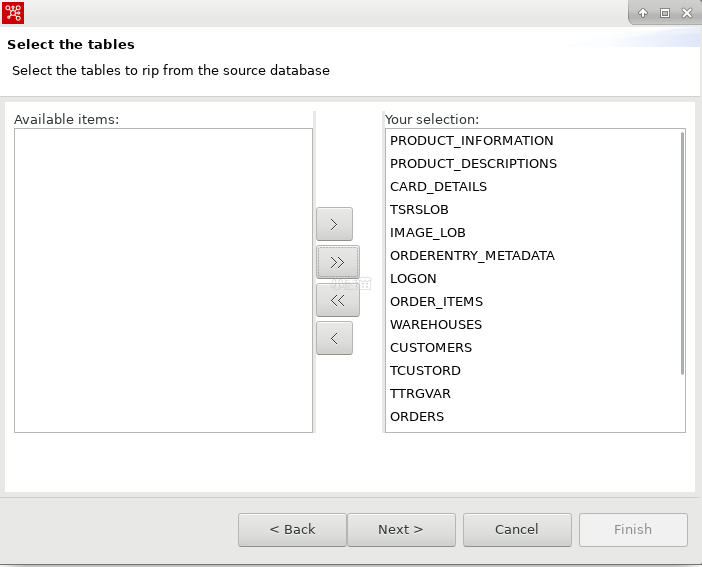 Select the tables
Select the tables to rip from the source database
Available items:
Your selection:
PRODUCT_INFORMATION
PRODUCT_DESCRIPTIONS
CARD_DETAILS
TSRSLOB
IMAGE_LOB
ORDERENTRY_METADATA
LOGON
ORDER_ITEMS
WAREHOUSES
CUSTOMERS
TCUSTORD
TTRGVAR
ORDERS
>
>>
<<
<
< Back
Next >
Cancel
Finish